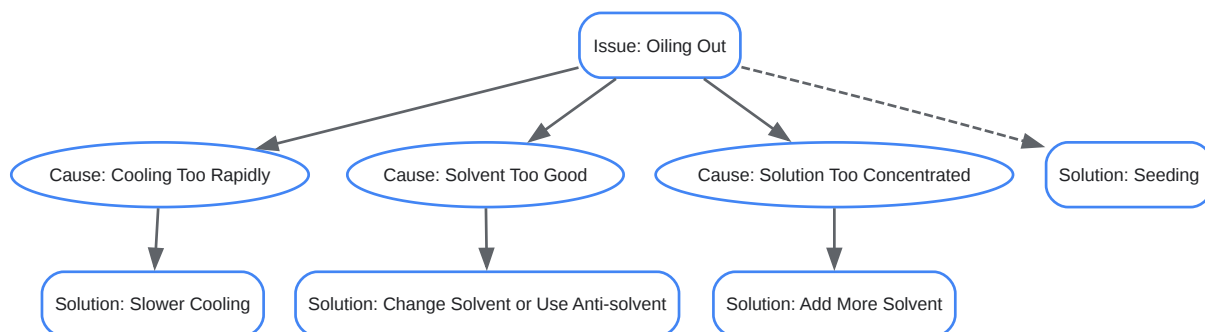 Issue: Oiling Out
Cause: Cooling Too Rapidly
Cause: Solvent Too Good
Cause: Solution Too Concentrated
Solution: Seeding
Solution: Slower Cooling
Solution: Change Solvent or Use Anti-solvent
Solution: Add More Solvent